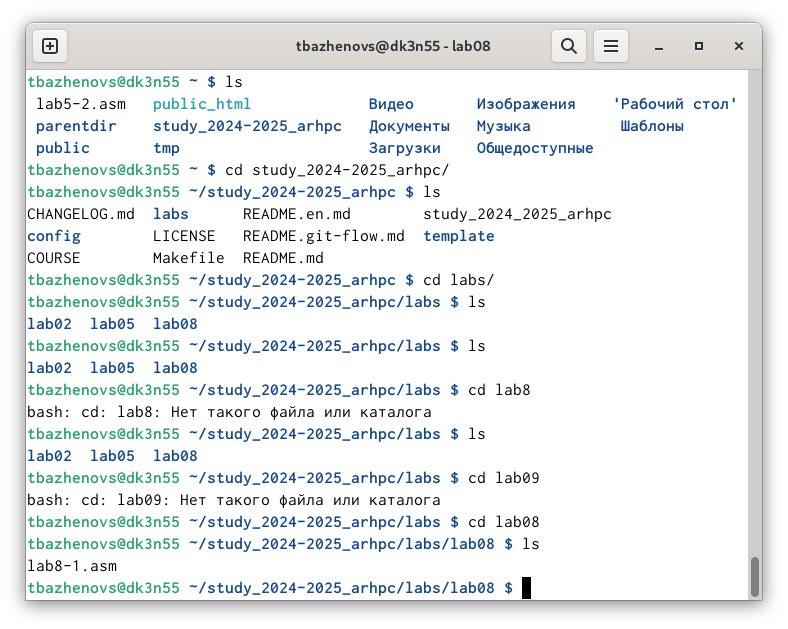 tbazhenovs@dk3n55 - lab08
tbazhenovs@dk3n55 ~ $ ls
lab5-2.asm public_html Видео Изображения 'Рабочий стол'
parentdir study_2024-2025_arhpc Документы Музыка Шаблоны
public tmp Загрузки Общедоступные
tbazhenovs@dk3n55 ~ $ cd study_2024-2025_arhpc/
tbazhenovs@dk3n55 ~/study_2024-2025_arhpc $ ls
CHANGELOG.md labs README.en.md study_2024_2025_arhpc
config LICENSE README.git-flow.md template
COURSE Makefile README.md
tbazhenovs@dk3n55 ~/study_2024-2025_arhpc $ cd labs/
tbazhenovs@dk3n55 ~/study_2024-2025_arhpc/labs $ ls
lab02 lab05 lab08
tbazhenovs@dk3n55 ~/study_2024-2025_arhpc/labs $ ls
lab02 lab05 lab08
tbazhenovs@dk3n55 ~/study_2024-2025_arhpc/labs $ cd lab8
bash: cd: lab8: Нет такого файла или каталога
tbazhenovs@dk3n55 ~/study_2024-2025_arhpc/labs $ ls
lab02 lab05 lab08
tbazhenovs@dk3n55 ~/study_2024-2025_arhpc/labs $ cd lab09
bash: cd: lab09: Нет такого файла или каталога
tbazhenovs@dk3n55 ~/study_2024-2025_arhpc/labs $ cd lab08
tbazhenovs@dk3n55 ~/study_2024-2025_arhpc/labs/lab08 $ ls
lab8-1.asm
tbazhenovs@dk3n55 ~/study_2024-2025_arhpc/labs/lab08 $